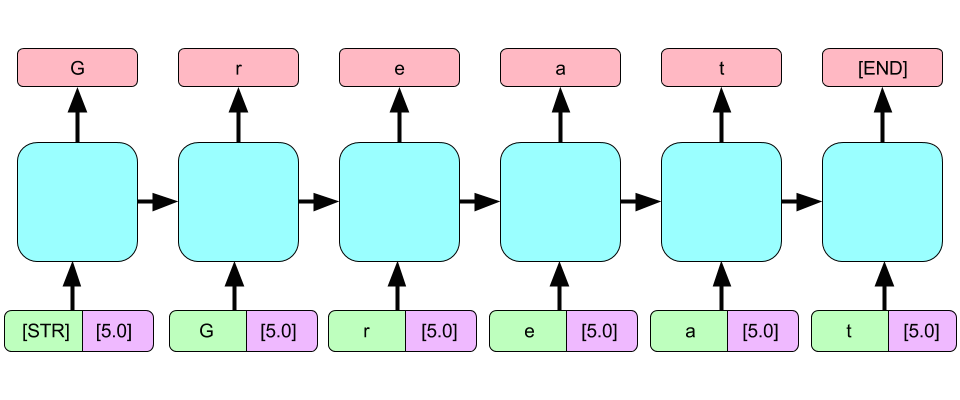 G r e a t [END]
[STR] [5.0] G [5.0] r [5.0] e [5.0] a [5.0] t [5.0]